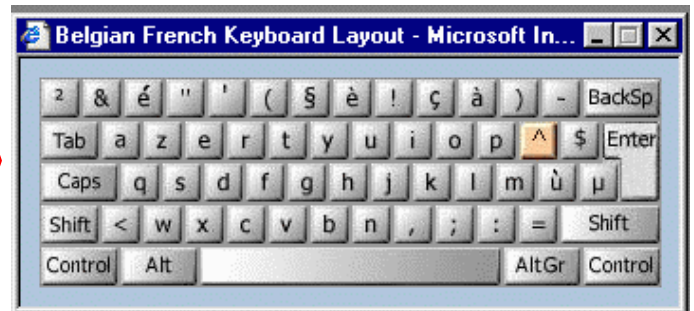 Belgian French Keyboard Layout - Microsoft In...
² & é " ' ( § è ! ç à ) - BackSp
Tab a z e r t y u i o p ^ $ Enter
Caps q s d f g h j k l m ù µ
Shift < w x c v b n , ; : = Shift
Control Alt AltGr Control